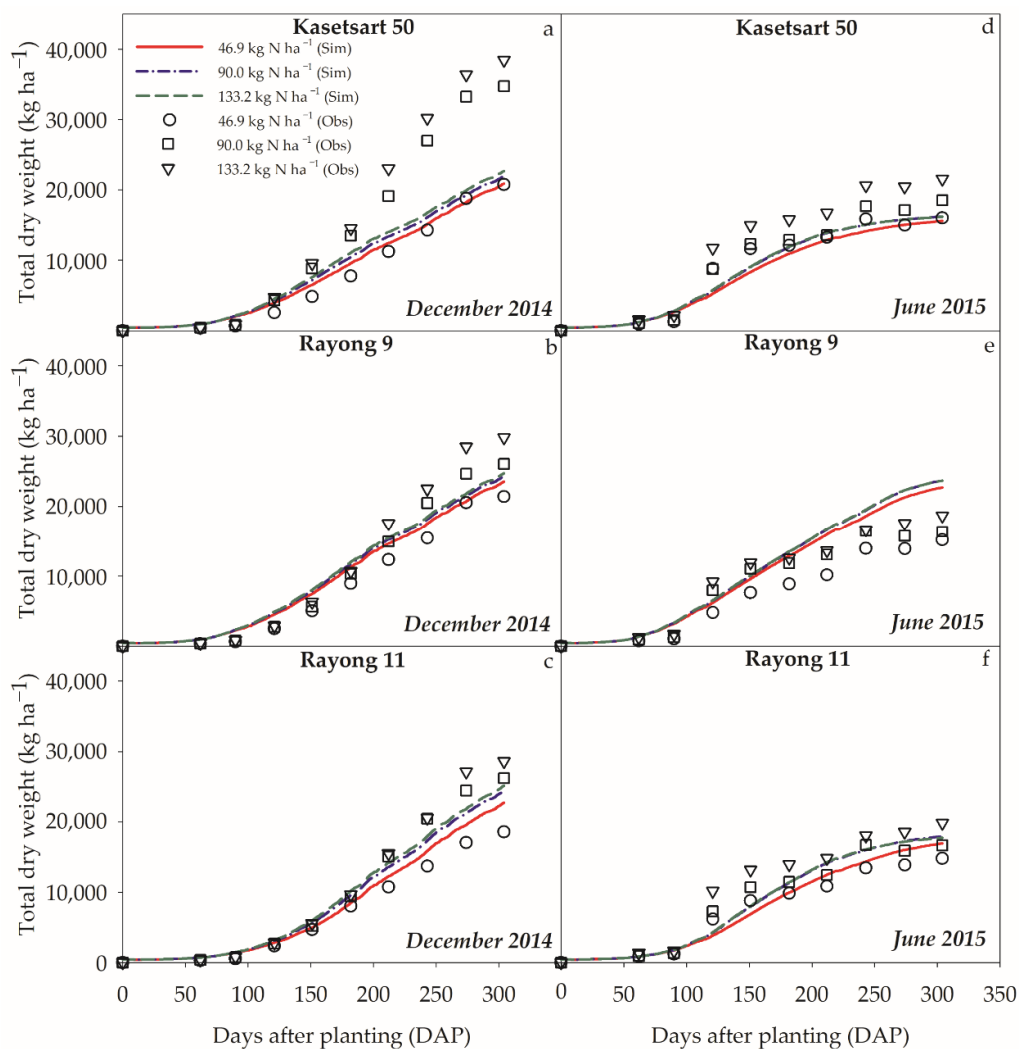 Kasetsart 50
a
46.9 kg N ha⁻¹ (Sim)
90.0 kg N ha⁻¹ (Sim)
133.2 kg N ha⁻¹ (Sim)
46.9 kg N ha⁻¹ (Obs)
90.0 kg N ha⁻¹ (Obs)
133.2 kg N ha⁻¹ (Obs)
December 2014
Total dry weight (kg ha⁻¹)
40,000
30,000
20,000
10,000
Kasetsart 50
d
June 2015
Rayong 9
b
December 2014
Total dry weight (kg ha⁻¹)
40,000
30,000
20,000
10,000
Rayong 9
e
June 2015
Rayong 11
c
December 2014
Total dry weight (kg ha⁻¹)
40,000
30,000
20,000
10,000
0
Rayong 11
f
June 2015
0 50 100 150 200 250 300
0 50 100 150 200 250 300 350
Days after planting (DAP)
Days after planting (DAP)